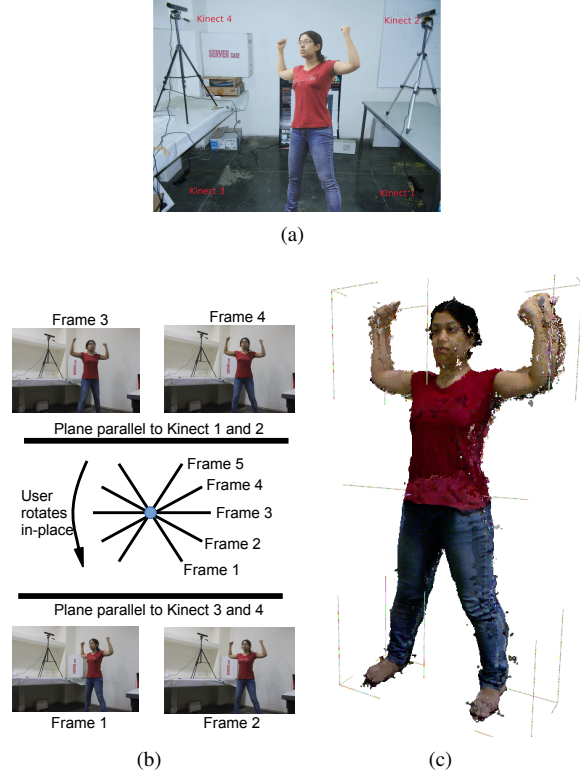 Kinect 4
Kinect 2
SERVER CASE
Kinect 3
Kinect 1
(a)
Frame 3
Frame 4
Plane parallel to Kinect 1 and 2
Frame 5
Frame 4
User
rotates
in-place
Frame 3
Frame 2
Frame 1
Plane parallel to Kinect 3 and 4
Frame 1
Frame 2
(b)
(c)